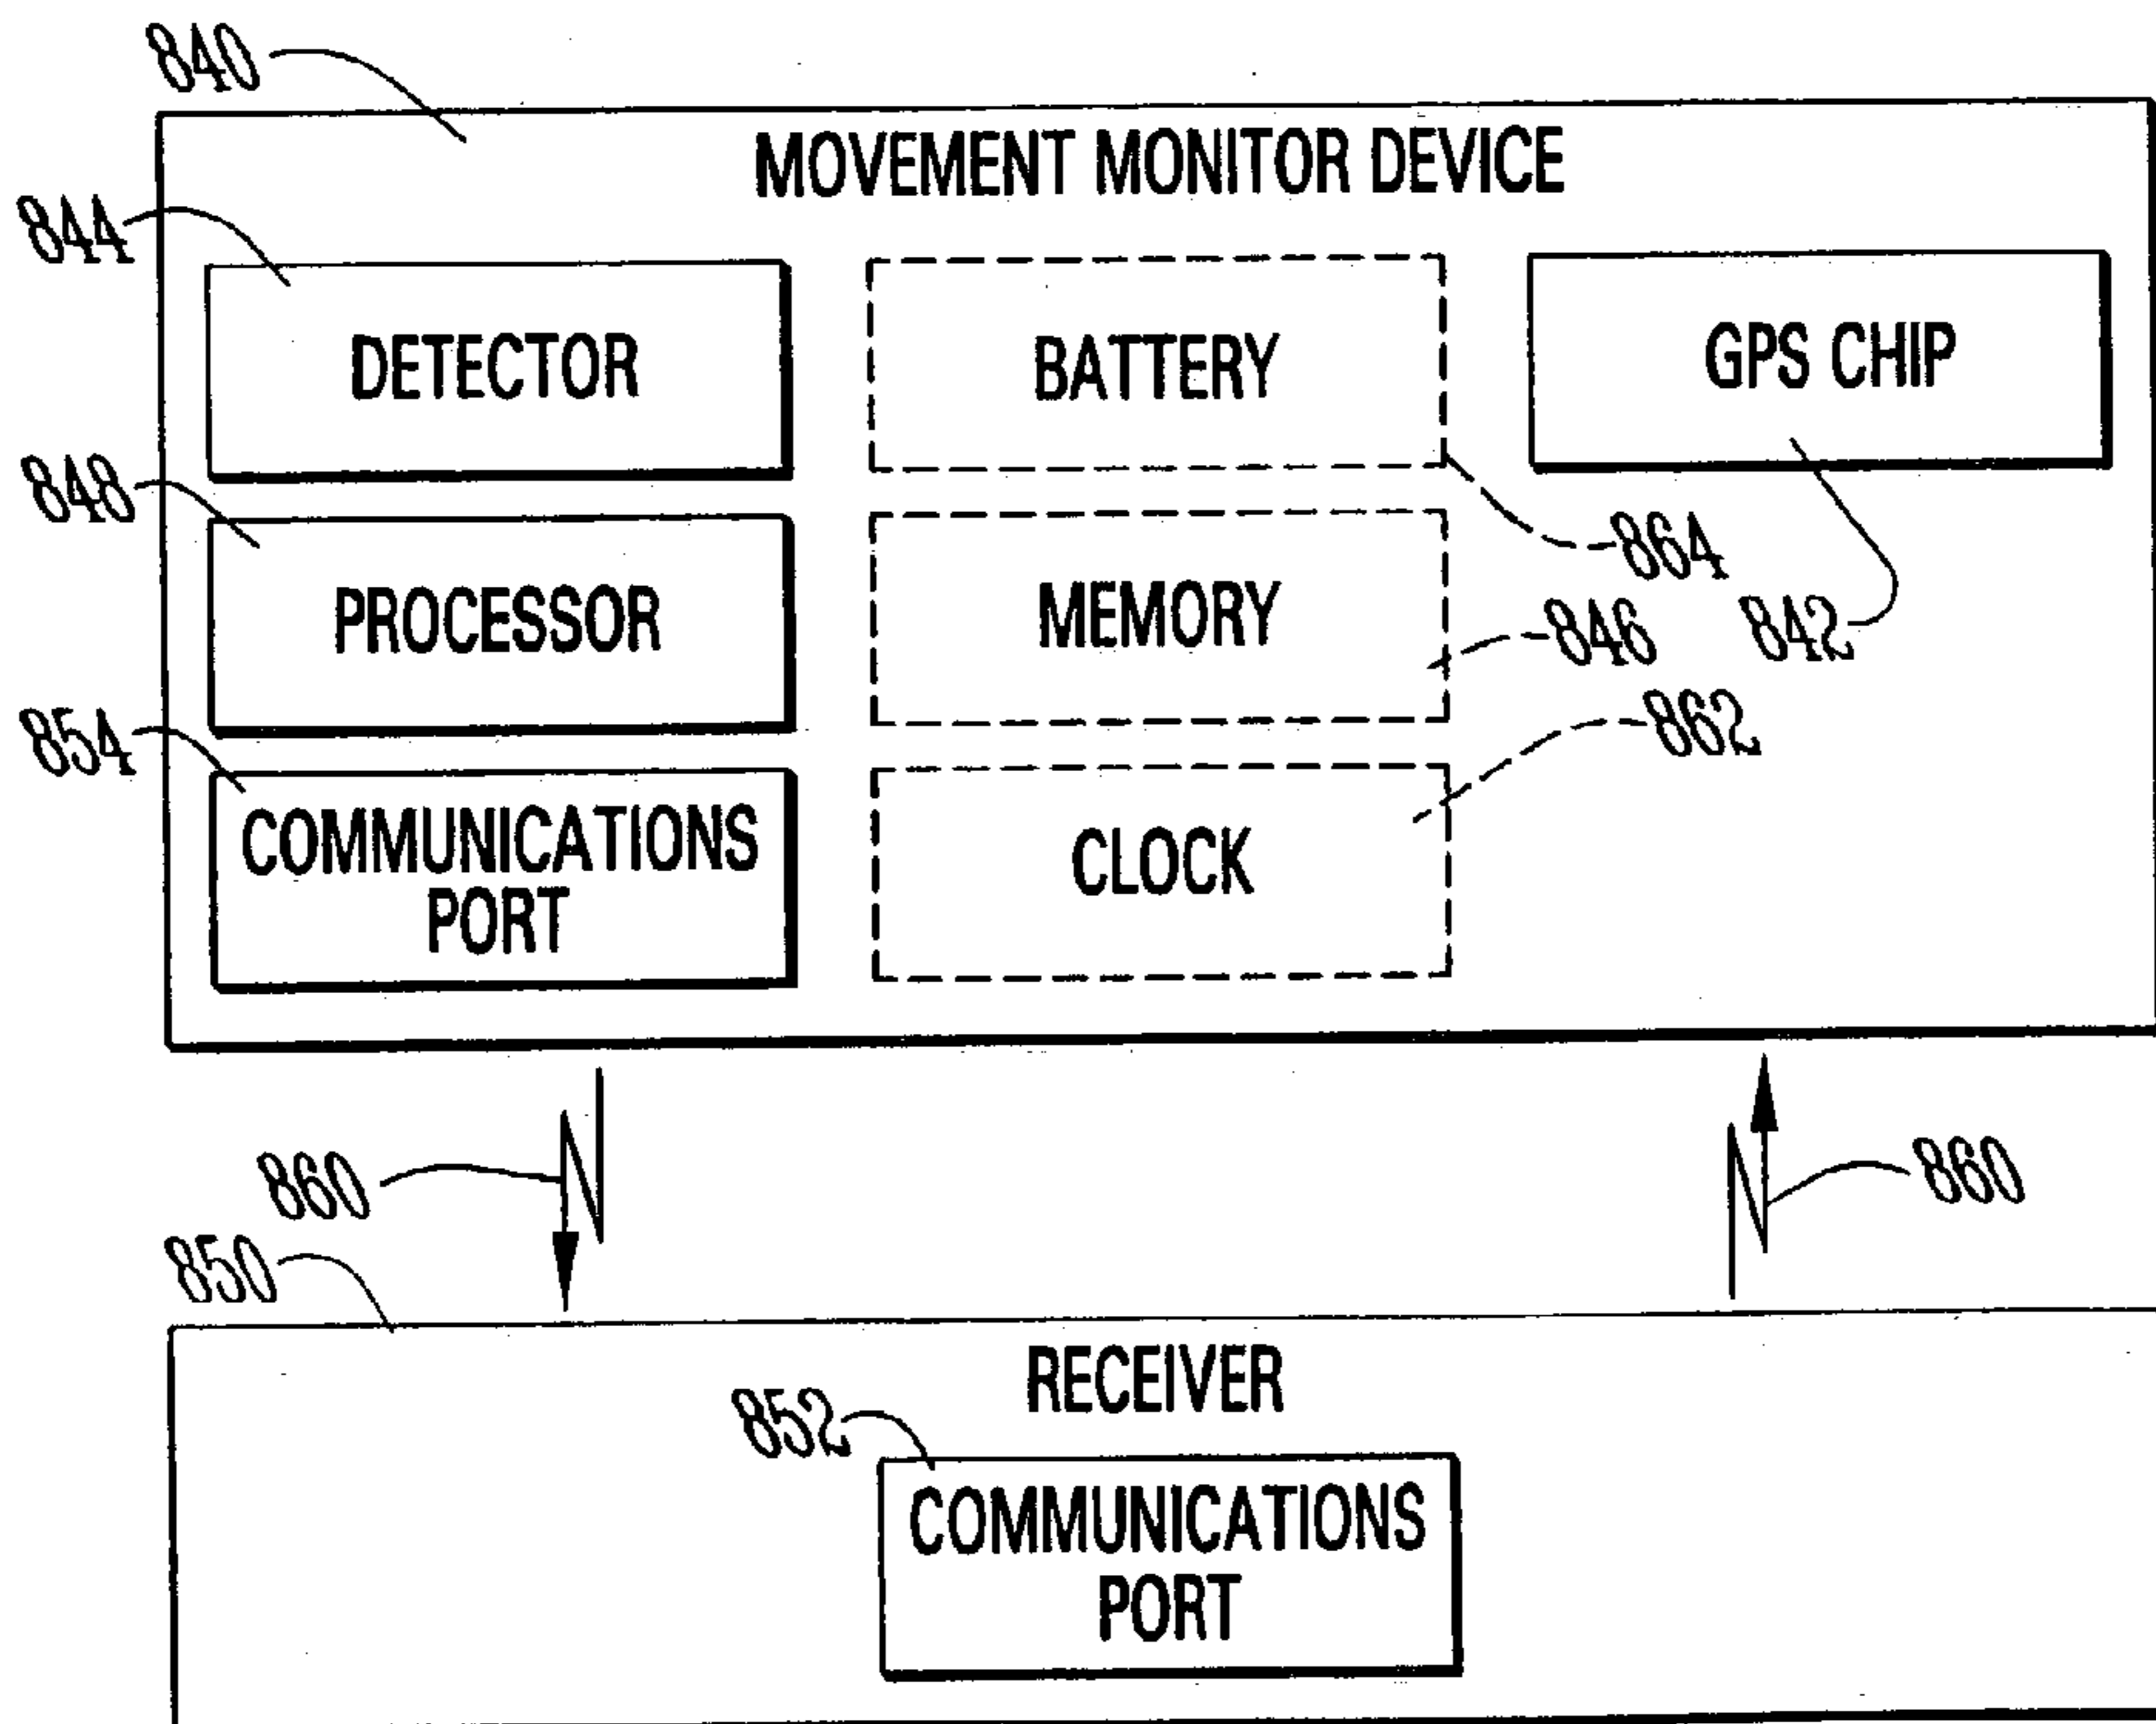 840
MOVEMENT MONITOR DEVICE
844
DETECTOR
BATTERY
GPS CHIP
848
864
PROCESSOR
MEMORY
846
842
854
862
COMMUNICATIONS
PORT
CLOCK
860
860
850
RECEIVER
852
COMMUNICATIONS
PORT